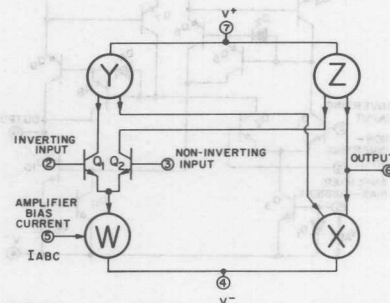 V+
⑦
Y
Z
INVERTING
INPUT
②
Q1
Q2
③
NON-INVERTING
INPUT
OUTPUT
⑥
AMPLIFIER
BIAS
CURRENT
⑤
IABC
W
X
④
V−